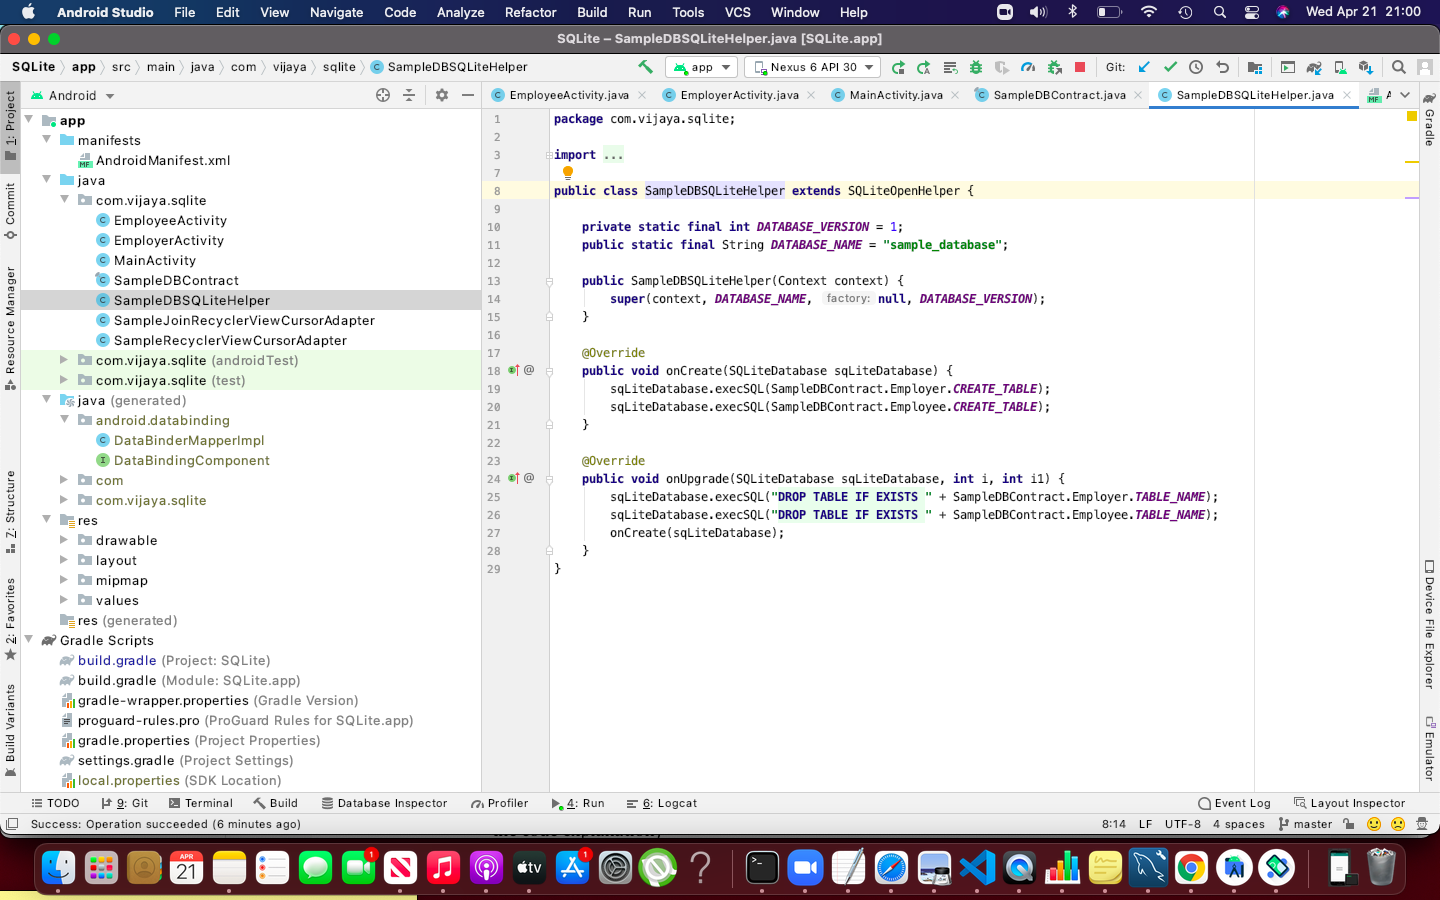 Android Studio File Edit View Navigate Code Analyze Refactor Build Run Tools VCS Window Help Wed Apr 21 21:00
SQLite – SampleDBSQLiteHelper.java [SQLite.app]
SQLite app src main java com vijaya sqlite SampleDBSQLiteHelper app Nexus 6 API 30 Git:
Android
EmployeeActivity.java EmployerActivity.java MainActivity.java SampleDBContract.java SampleDBSQLiteHelper.java
1: Project
Commit
Resource Manager
Z: Structure
2: Favorites
Build Variants
app
manifests
AndroidManifest.xml
java
com.vijaya.sqlite
EmployeeActivity
EmployerActivity
MainActivity
SampleDBContract
SampleDBSQLiteHelper
SampleJoinRecyclerViewCursorAdapter
SampleRecyclerViewCursorAdapter
com.vijaya.sqlite (androidTest)
com.vijaya.sqlite (test)
java (generated)
android.databinding
DataBinderMapperImpl
DataBindingComponent
com
com.vijaya.sqlite
res
drawable
layout
mipmap
values
res (generated)
Gradle Scripts
build.gradle (Project: SQLite)
build.gradle (Module: SQLite.app)
gradle-wrapper.properties (Gradle Version)
proguard-rules.pro (ProGuard Rules for SQLite.app)
gradle.properties (Project Properties)
settings.gradle (Project Settings)
local.properties (SDK Location)
1 package com.vijaya.sqlite;
2
3 import ...
7
8 public class SampleDBSQLiteHelper extends SQLiteOpenHelper {
9
10 private static final int DATABASE_VERSION = 1;
11 public static final String DATABASE_NAME = "sample_database";
12
13 public SampleDBSQLiteHelper(Context context) {
14 super(context, DATABASE_NAME, factory: null, DATABASE_VERSION);
15 }
16
17 @Override
18 public void onCreate(SQLiteDatabase sqLiteDatabase) {
19 sqLiteDatabase.execSQL(SampleDBContract.Employer.CREATE_TABLE);
20 sqLiteDatabase.execSQL(SampleDBContract.Employee.CREATE_TABLE);
21 }
22
23 @Override
24 public void onUpgrade(SQLiteDatabase sqLiteDatabase, int i, int i1) {
25 sqLiteDatabase.execSQL("DROP TABLE IF EXISTS " + SampleDBContract.Employer.TABLE_NAME);
26 sqLiteDatabase.execSQL("DROP TABLE IF EXISTS " + SampleDBContract.Employee.TABLE_NAME);
27 onCreate(sqLiteDatabase);
28 }
29 }
Gradle
Device File Explorer
Emulator
TODO 9: Git Terminal Build Database Inspector Profiler 4: Run 6: Logcat Event Log Layout Inspector
Success: Operation succeeded (6 minutes ago) 8:14 LF UTF-8 4 spaces master
APR
21
1
tv
1